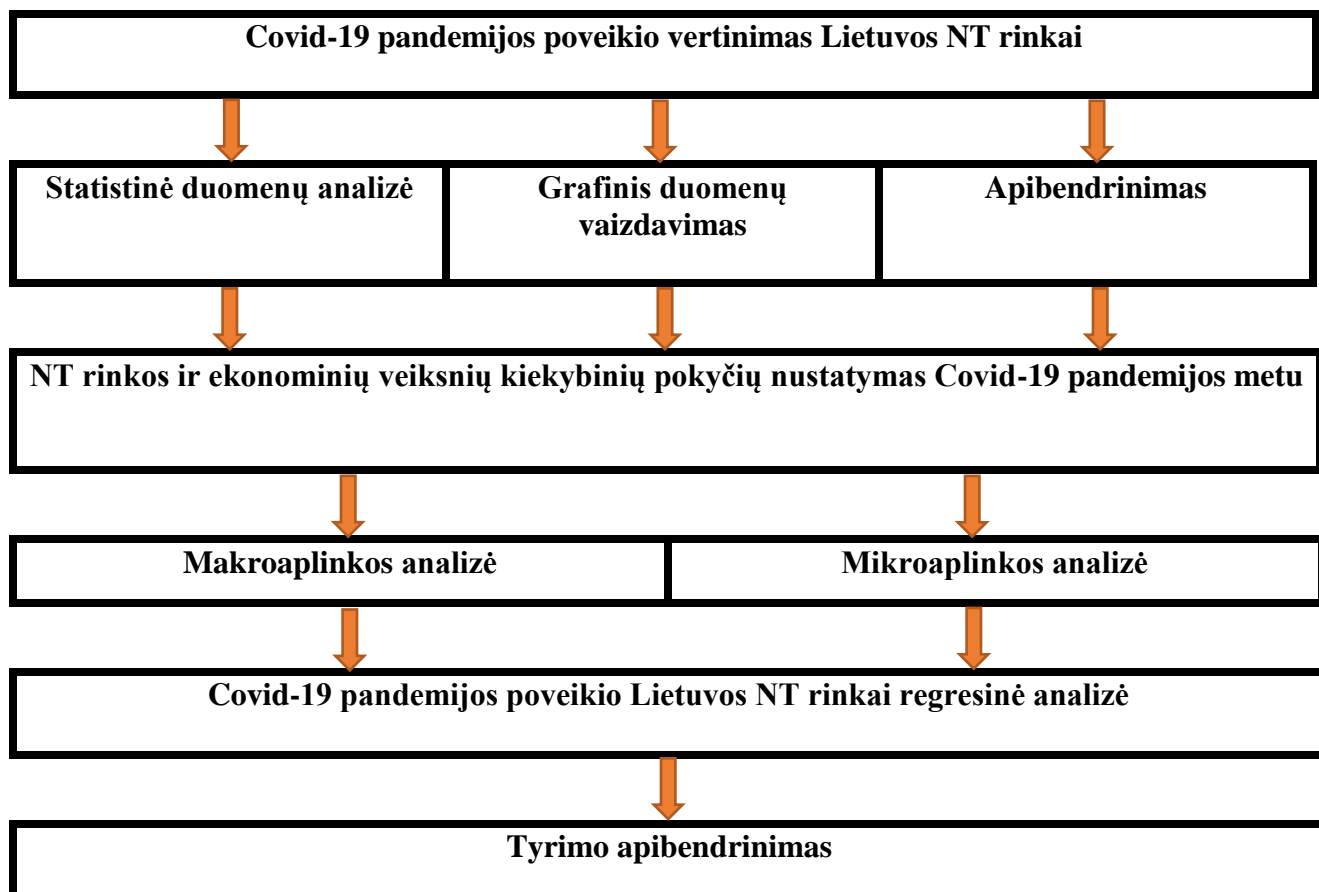 Covid-19 pandemijos poveikio vertinimas Lietuvos NT rinkai
Statistinė duomenų analizė
Grafinis duomenų
vaizdavimas
Apibendrinimas
NT rinkos ir ekonominių veiksnių kiekybinių pokyčių nustatymas Covid-19 pandemijos metu
Makroaplinkos analizė
Mikroaplinkos analizė
Covid-19 pandemijos poveikio Lietuvos NT rinkai regresinė analizė
Tyrimo apibendrinimas